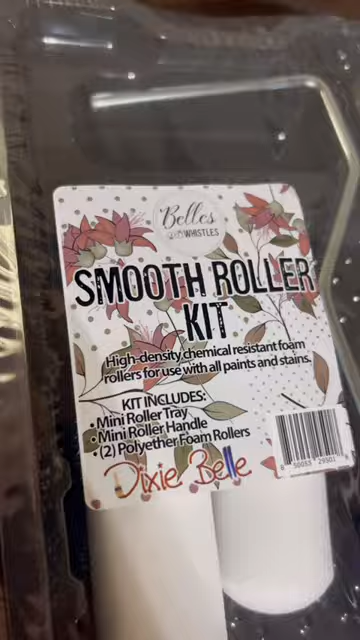 Belles
WHISTLES
SMOOTH ROLLER
KIT
High-density chemical resistant foam
rollers for use with all paints and stains.
KIT INCLUDES:
•Mini Roller Tray
•Mini Roller Handle
•(2) Polyether Foam Rollers
Dixie Belle